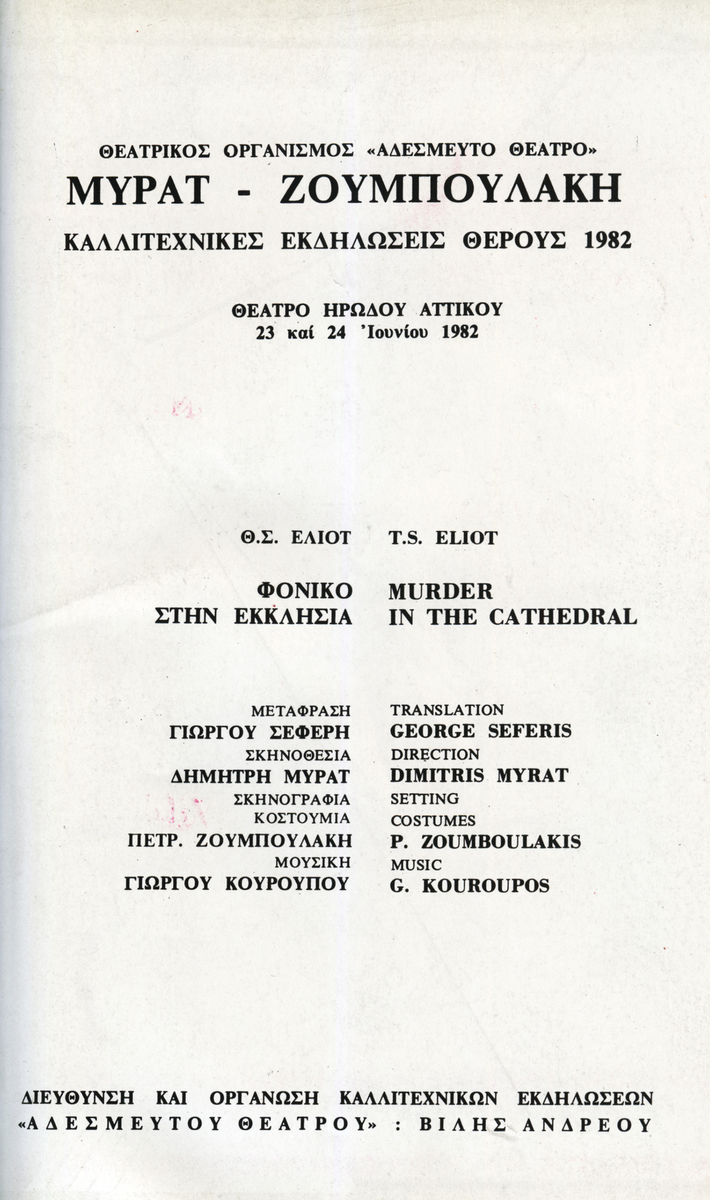 ΘΕΑΤΡΙΚΟΣ ΟΡΓΑΝΙΣΜΟΣ «ΑΔΕΣΜΕΥΤΟ ΘΕΑΤΡΟ»
ΜΥΡΑΤ - ΖΟΥΜΠΟΥΛΑΚΗ
ΚΑΛΛΙΤΕΧΝΙΚΕΣ ΕΚΔΗΛΩΣΕΙΣ ΘΕΡΟΥΣ 1982
ΘΕΑΤΡΟ ΗΡΩΔΟΥ ΑΤΤΙΚΟΥ
23 καί 24 Ἰουνίου 1982
Θ.Σ. ΕΛΙΟΤ T.S. ELIOT
ΦΟΝΙΚΟ MURDER
ΣΤΗΝ ΕΚΚΛΗΣΙΑ IN THE CATHEDRAL
ΜΕΤΑΦΡΑΣΗ TRANSLATION
ΓΙΩΡΓΟΥ ΣΕΦΕΡΗ GEORGE SEFERIS
ΣΚΗΝΟΘΕΣΙΑ DIRECTION
ΔΗΜΗΤΡΗ ΜΥΡΑΤ DIMITRIS MYRAT
ΣΚΗΝΟΓΡΑΦΙΑ SETTING
ΚΟΣΤΟΥΜΙΑ COSTUMES
ΠΕΤΡ. ΖΟΥΜΠΟΥΛΑΚΗ P. ZOUMBOULAKIS
ΜΟΥΣΙΚΗ MUSIC
ΓΙΩΡΓΟΥ ΚΟΥΡΟΥΠΟΥ G. KOUROUPOS
ΔΙΕΥΘΥΝΣΗ ΚΑΙ ΟΡΓΑΝΩΣΗ ΚΑΛΛΙΤΕΧΝΙΚΩΝ ΕΚΔΗΛΩΣΕΩΝ
«ΑΔΕΣΜΕΥΤΟΥ ΘΕΑΤΡΟΥ» : ΒΙΛΗΣ ΑΝΔΡΕΟΥ